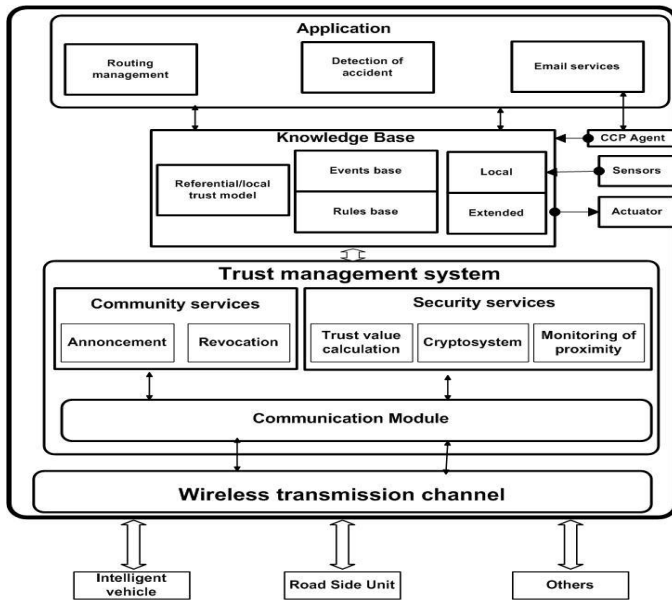 Application
Routing
management
Detection of
accident
Email services
Knowledge Base
CCP Agent
Referential/local
trust model
Events base
Rules base
Local
Extended
Sensors
Actuator
Trust management system
Community services
Annoncement
Revocation
Security services
Trust value
calculation
Cryptosystem
Monitoring of
proximity
Communication Module
Wireless transmission channel
Intelligent
vehicle
Road Side Unit
Others